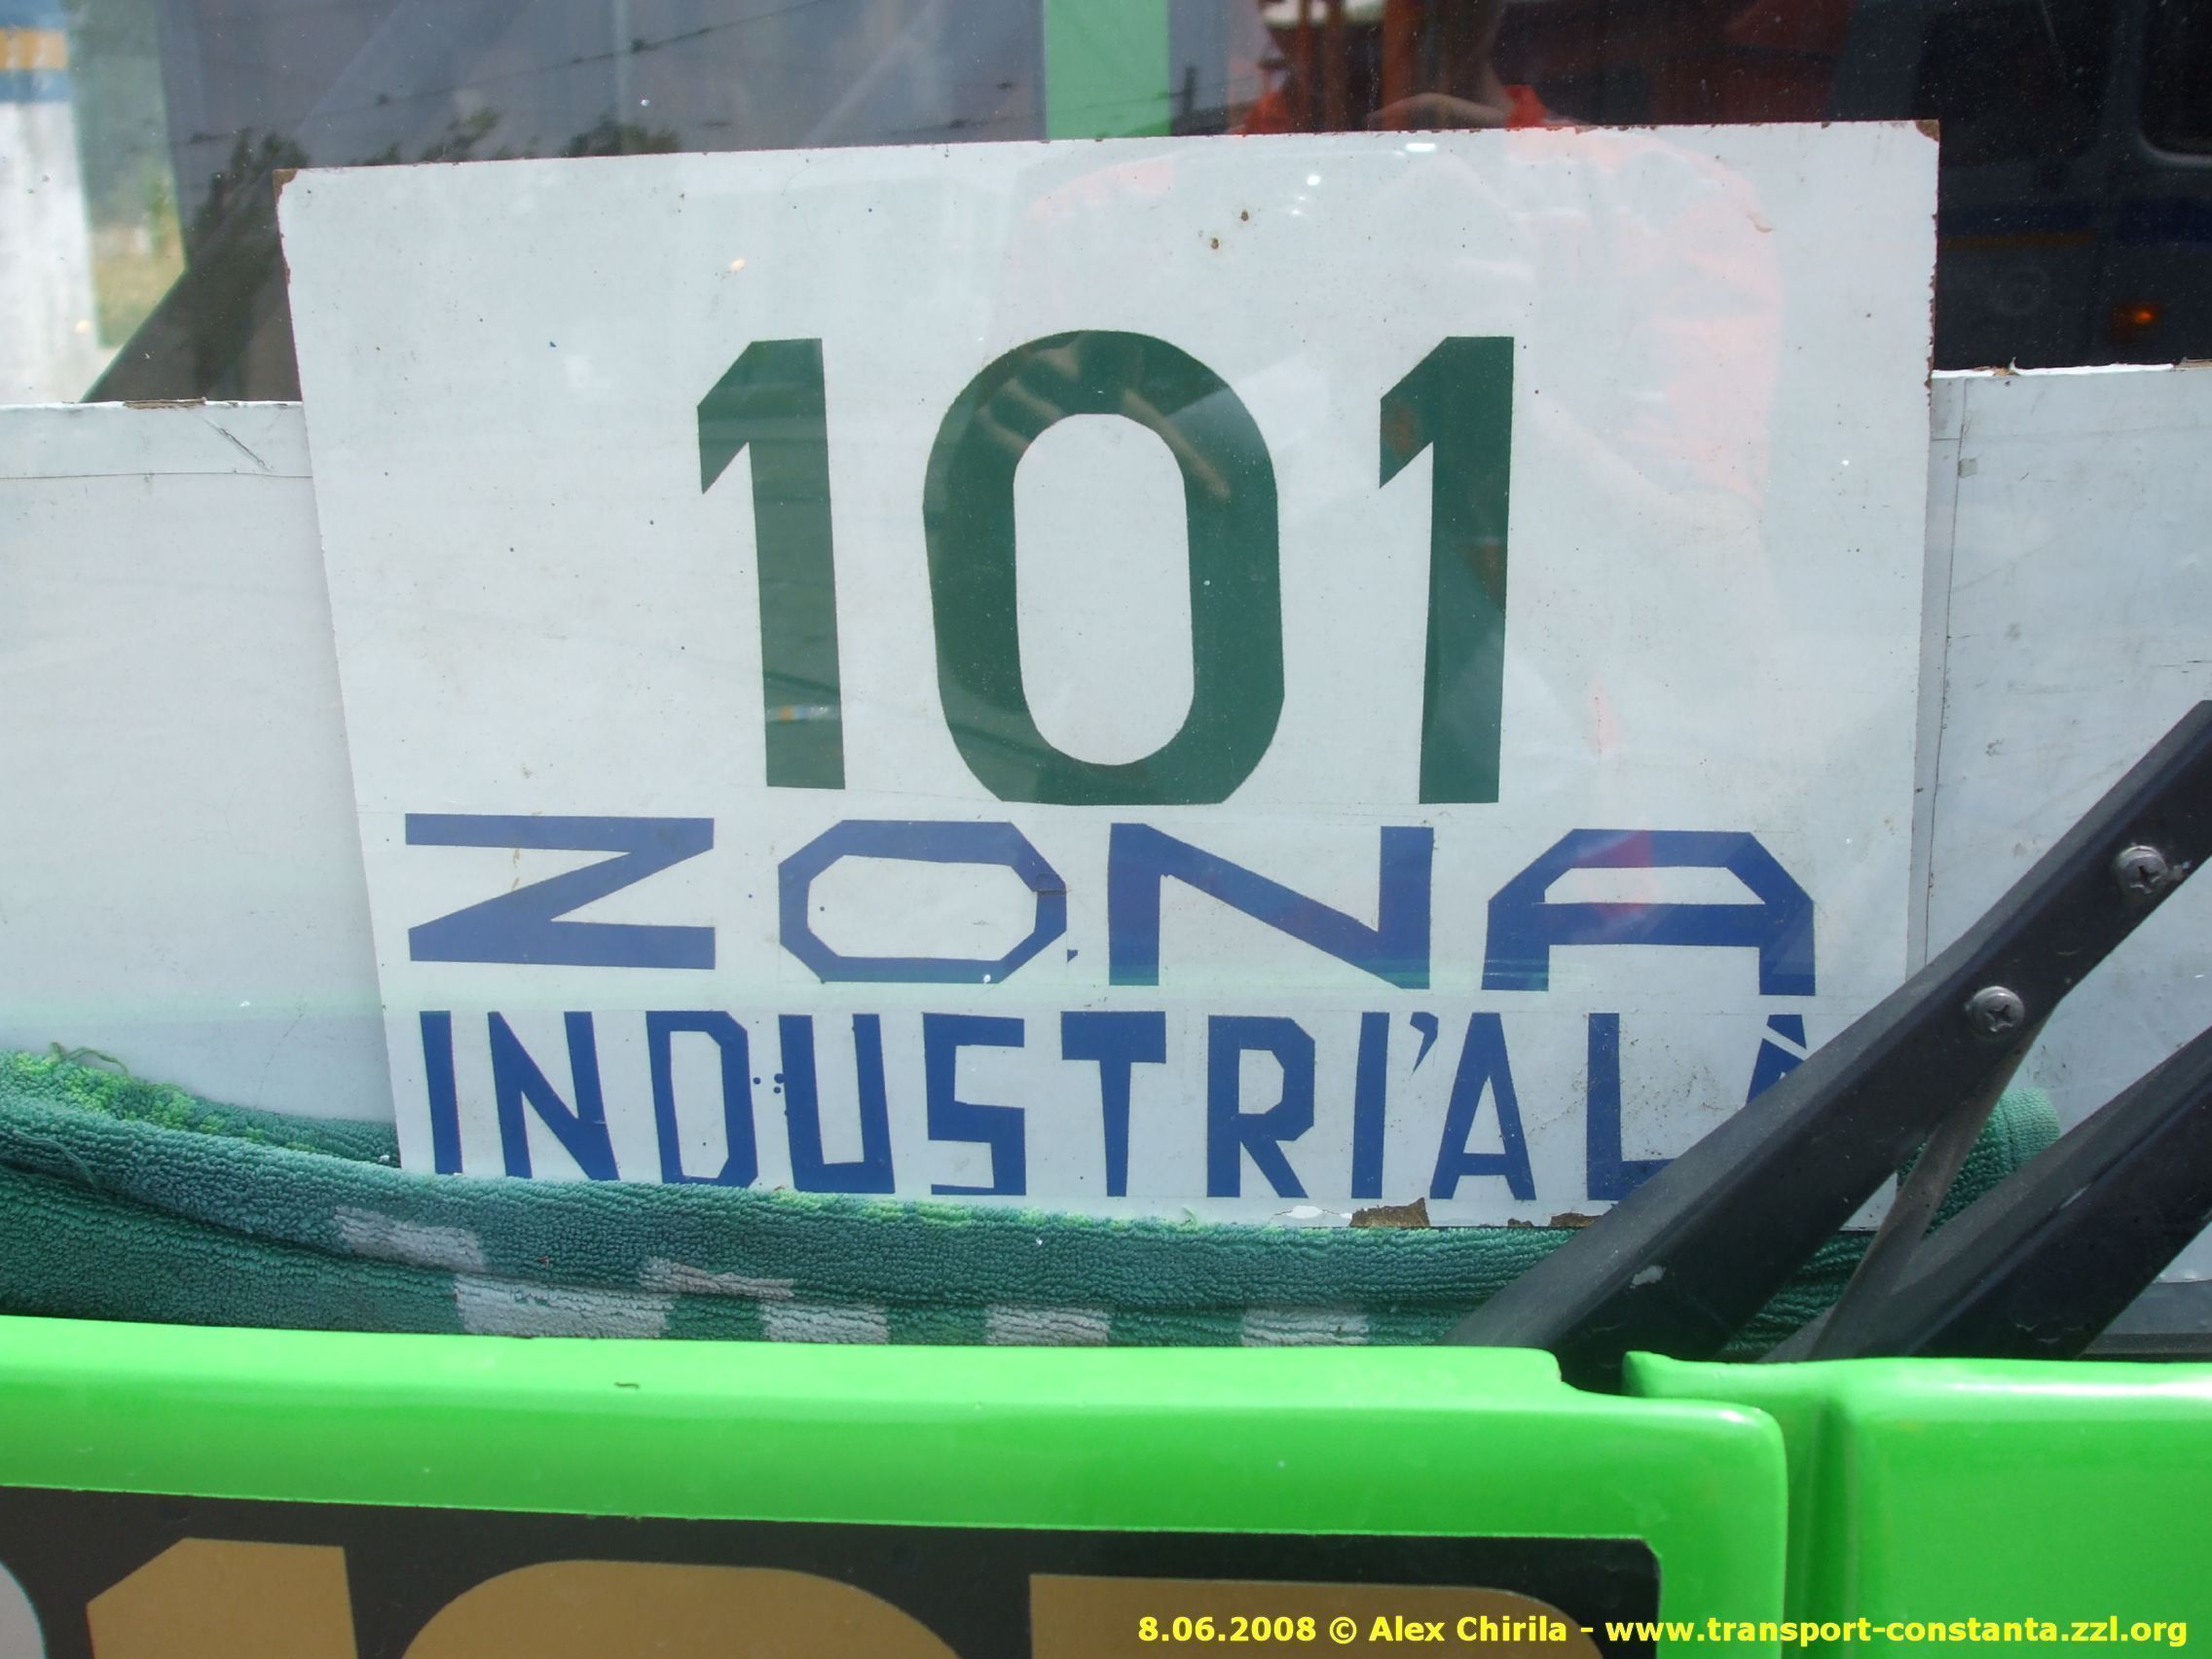 101
ZONA
INDUSTRI'ALÀ
8.06.2008 © Alex Chirila - www.transport-constanta.zzl.org